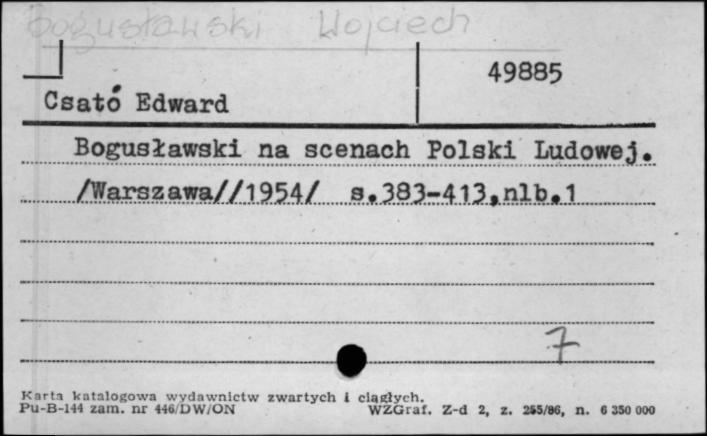 Bogusławski Wojciech
49885
Csató Edward
Bogusławski na scenach Polski Ludowej.
/Warszawa//1954/ s.383-413,nlb.1
7
Karta katalogowa wydawnictw zwartych i ciągłych.
Pu-B-144 zam. nr 446/DW/ON WZGraf. Z-d 2, z. 255/86, n. 6 350 000